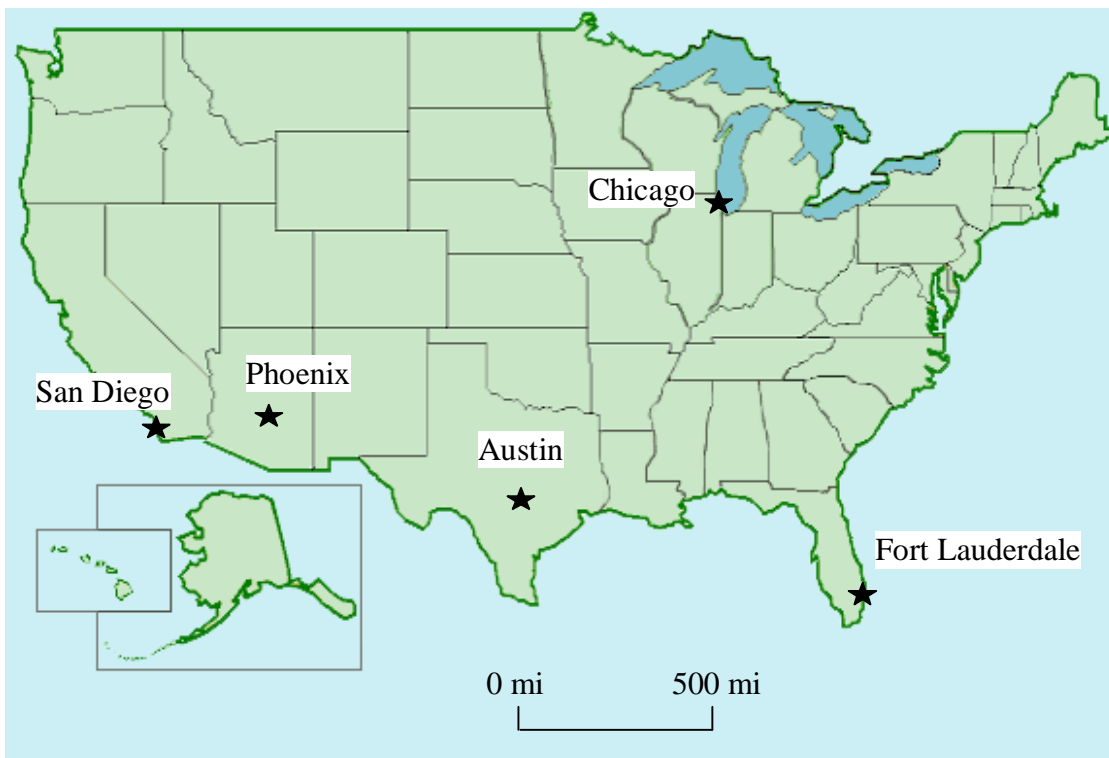 Chicago
Phoenix
San Diego
Austin
Fort Lauderdale
0 mi 500 mi